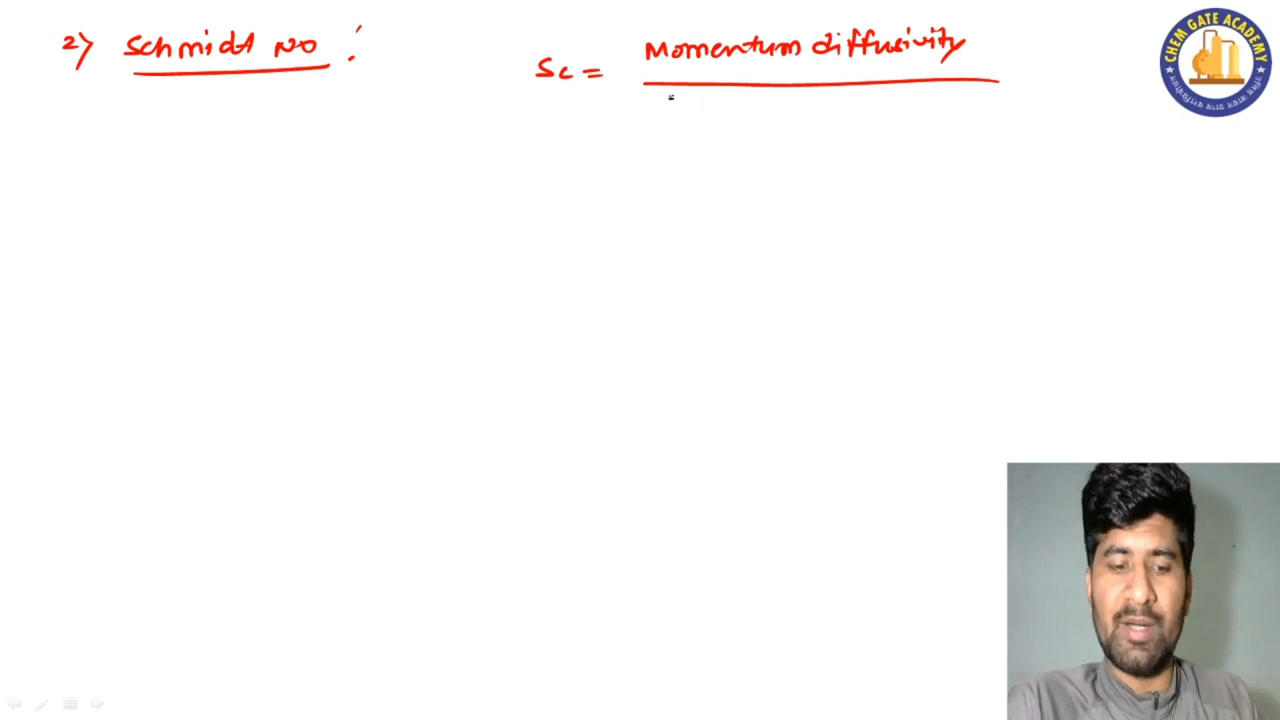 2) Schmidt No :
Sc = Momentum diffusivity
CHEM GATE ACADEMY